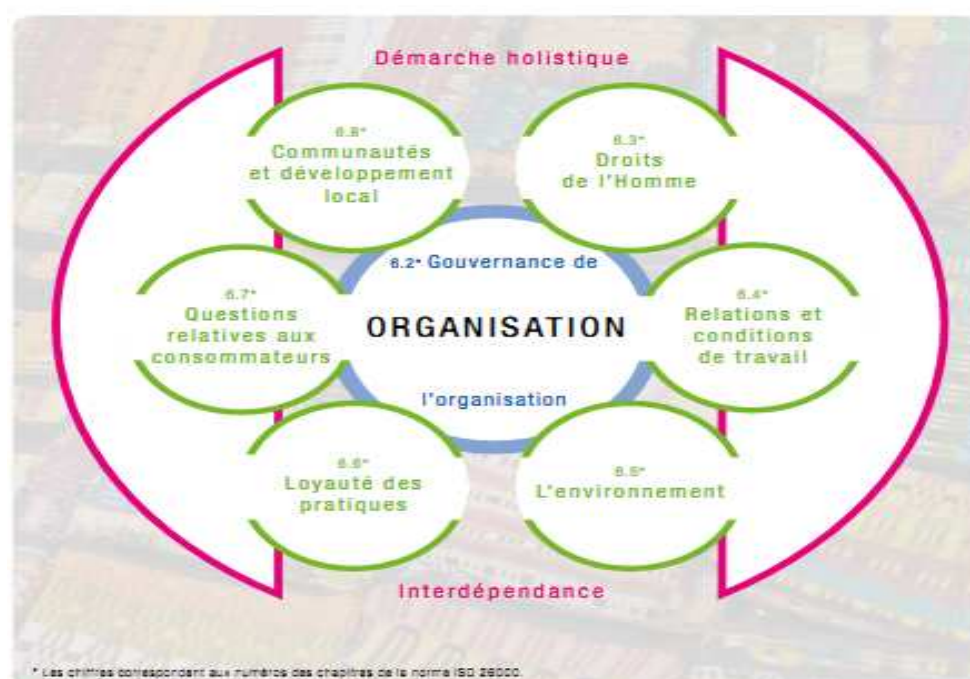 Démarche holistique
6.8*
Communautés
et développement
local
6.3*
Droits
de l'Homme
6.2* Gouvernance de
ORGANISATION
l'organisation
6.7*
Questions
relatives aux
consommateurs
6.4*
Relations et
conditions
de travail
6.6*
Loyauté des
pratiques
6.5*
L'environnement
Interdépendance
* Les chiffres correspondent aux numéros des chapitres de la norme ISO 26000.